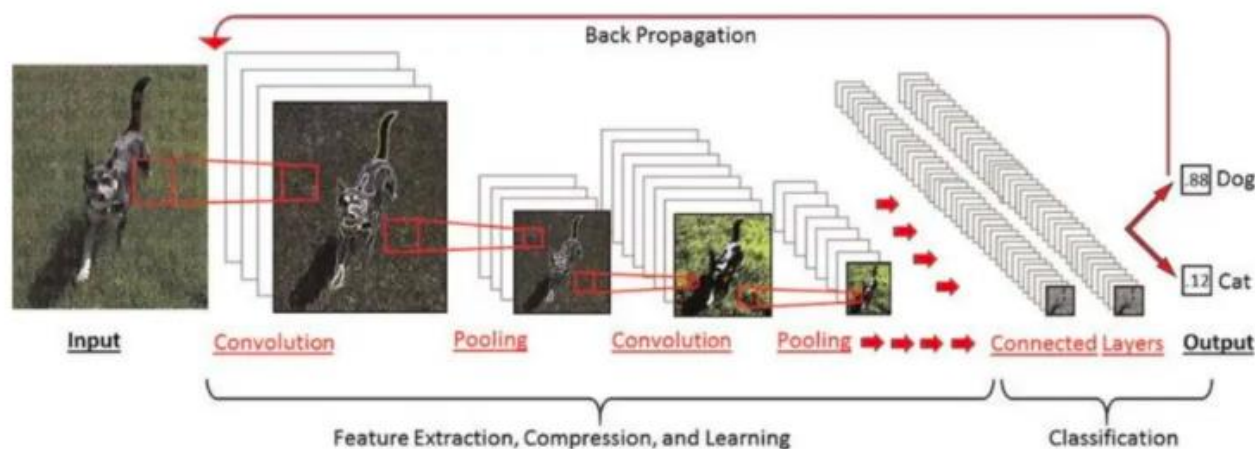 Back Propagation
.88 Dog
.12 Cat
Input Convolution Pooling Convolution Pooling Connected Layers Output
Feature Extraction, Compression, and Learning Classification